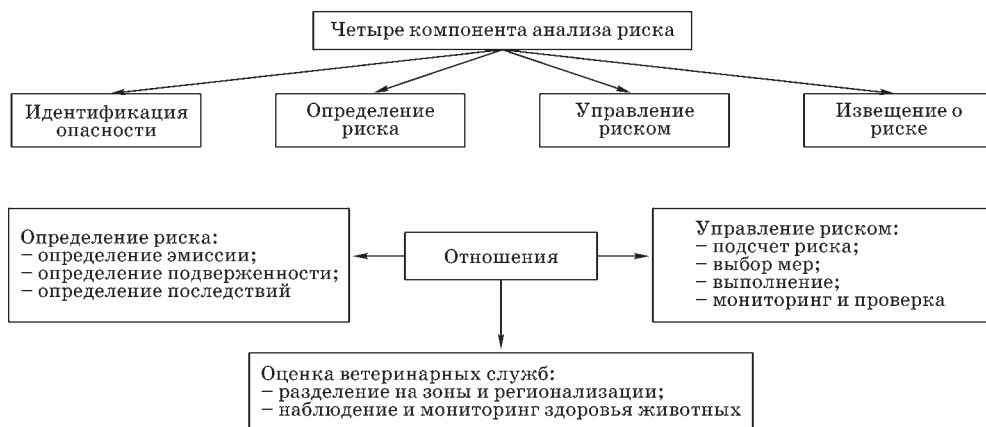 Четыре компонента анализа риска
Идентификация
опасности
Определение
риска
Управление
риском
Извещение о
риске
Определение риска:
– определение эмиссии;
– определение подверженности;
– определение последствий
Отношения
Управление риском:
– подсчет риска;
– выбор мер;
– выполнение;
– мониторинг и проверка
Оценка ветеринарных служб:
– разделение на зоны и регионализации;
– наблюдение и мониторинг здоровья животных